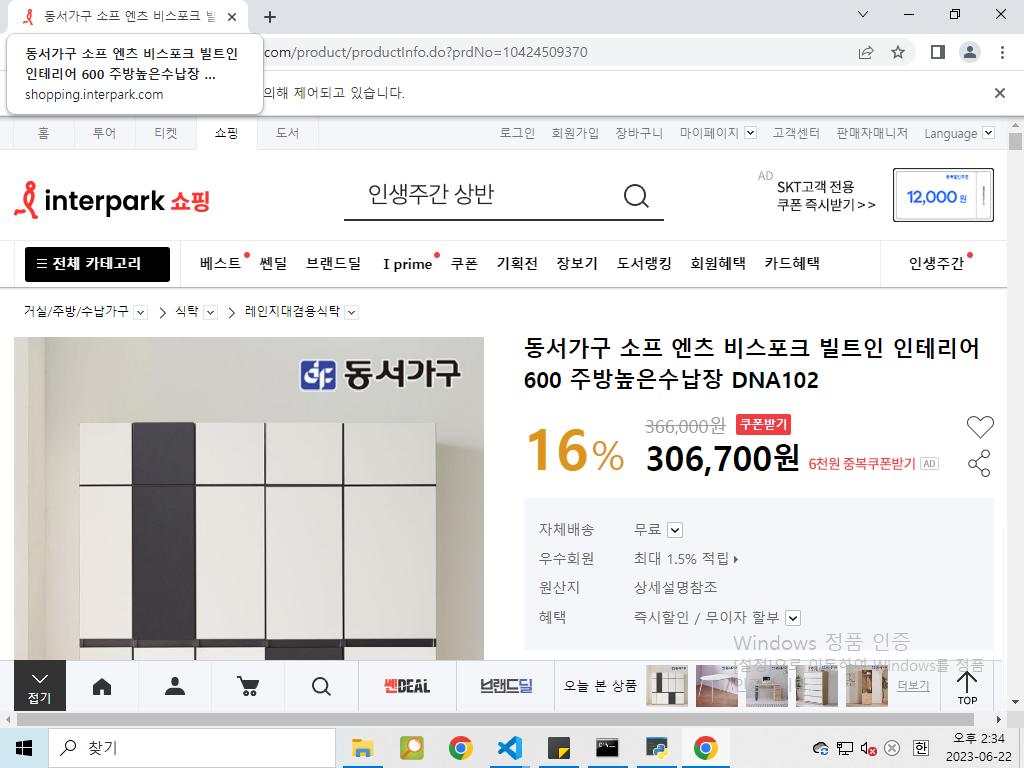 동서가구 소프 엔츠 비스포크 빌
동서가구 소프 엔츠 비스포크 빌트인
인테리어 600 주방높은수납장 ...
shopping.interpark.com
com/product/productInfo.do?prdNo=10424509370
의해 제어되고 있습니다.
홈 투어 티켓 쇼핑 도서 로그인 회원가입 장바구니 마이페이지 고객센터 판매자매니저 Language
interpark 쇼핑
인생주간 상반
AD SKT고객 전용
쿠폰 즉시받기>>
12,000 원
전체 카테고리 베스트 쎈딜 브랜드딜 I prime 쿠폰 기획전 장보기 도서랭킹 회원혜택 카드혜택 인생주간
거실/주방/수납가구 식탁 레인지대겸용식탁
동서가구
동서가구 소프 엔츠 비스포크 빌트인 인테리어
600 주방높은수납장 DNA102
16% 366,000원 쿠폰받기
306,700원 6천원 중복쿠폰받기 AD
자체배송 무료
우수회원 최대 1.5% 적립
원산지 상세설명참조
혜택 즉시할인 / 무이자 할부
Windows 정품 인증
[설정]으로 이동하여 Windows를 정품
접기 쎈DEAL 브랜드딜 오늘 본 상품 더보기 TOP
찾기
한
오후 2:34
2023-06-22